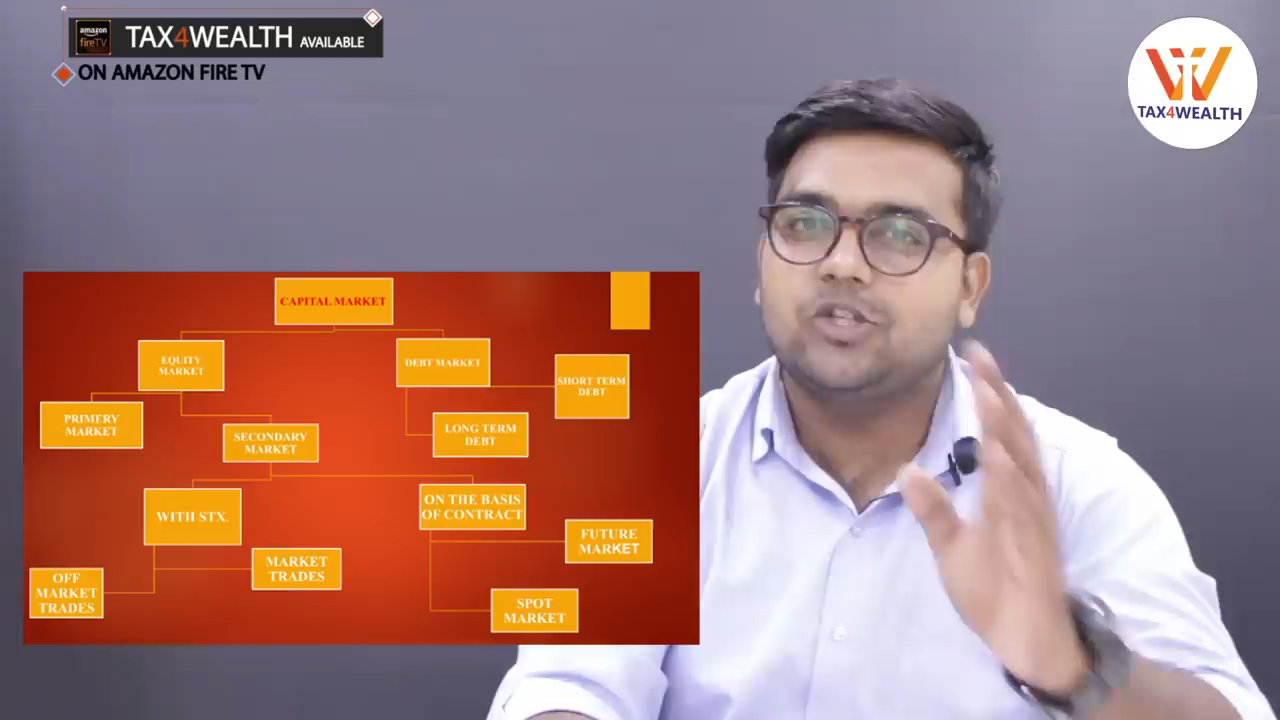 amazon
fireTV
TAX4WEALTH AVAILABLE
ON AMAZON FIRE TV
TAX4WEALTH
CAPITAL MARKET
EQUITY
MARKET
DEBT MARKET
SHORT TERM
DEBT
PRIMERY
MARKET
SECONDARY
MARKET
LONG TERM
DEBT
WITH STX.
ON THE BASIS
OF CONTRACT
FUTURE
MARKET
MARKET
TRADES
OFF
MARKET
TRADES
SPOT
MARKET